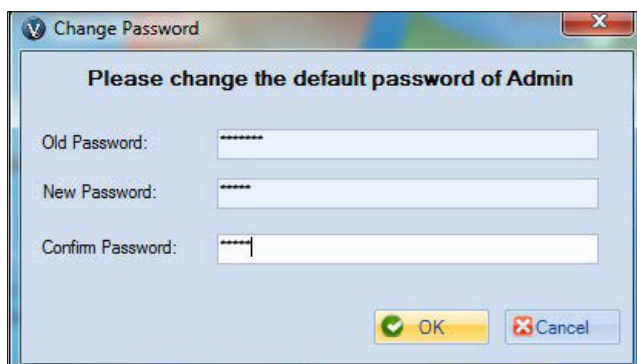 Change Password
Please change the default password of Admin
Old Password: *******
New Password: *****
Confirm Password: *****
OK Cancel